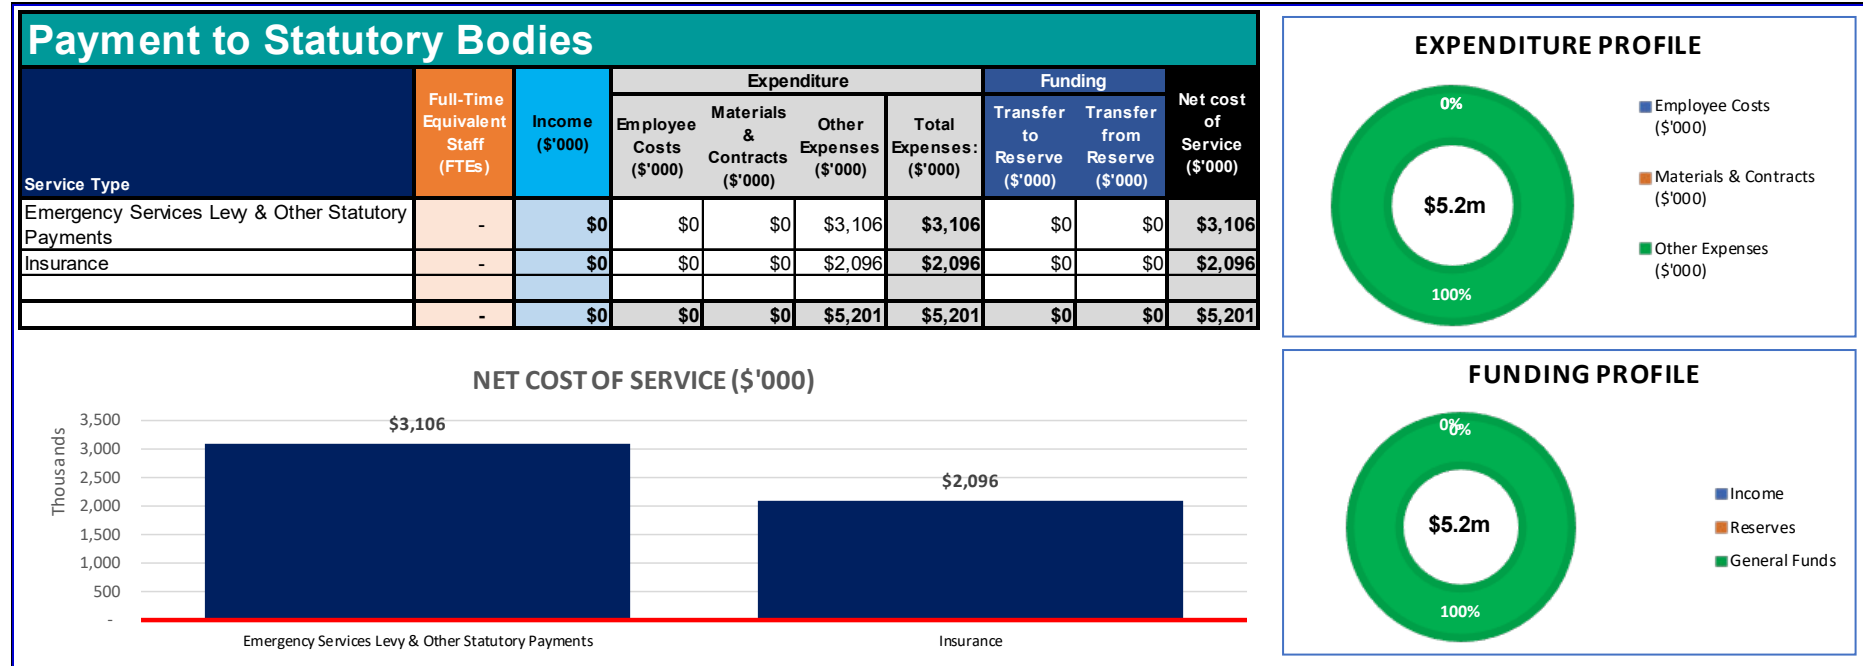 Payment to Statutory Bodies
Service Type
Full-Time
Equivalent
Staff
(FTEs)
Income
($'000)
Expenditure
Employee
Costs
($'000)
Materials
&
Contracts
($'000)
Other
Expenses
($'000)
Total
Expenses:
($'000)
Funding
Transfer
to
Reserve
($'000)
Transfer
from
Reserve
($'000)
Net cost
of
Service
($'000)
Emergency Services Levy & Other Statutory
Payments
- $0 $0 $0 $3,106 $3,106 $0 $0 $3,106
Insurance - $0 $0 $0 $2,096 $2,096 $0 $0 $2,096
- $0 $0 $0 $5,201 $5,201 $0 $0 $5,201
NET COST OF SERVICE ($'000)
Thousands
3,500
3,000
2,500
2,000
1,500
1,000
500
-
$3,106
$2,096
Emergency Services Levy & Other Statutory Payments
Insurance
EXPENDITURE PROFILE
0%
$5.2m
100%
Employee Costs
($'000)
Materials & Contracts
($'000)
Other Expenses
($'000)
FUNDING PROFILE
0%
0%
$5.2m
100%
Income
Reserves
General Funds